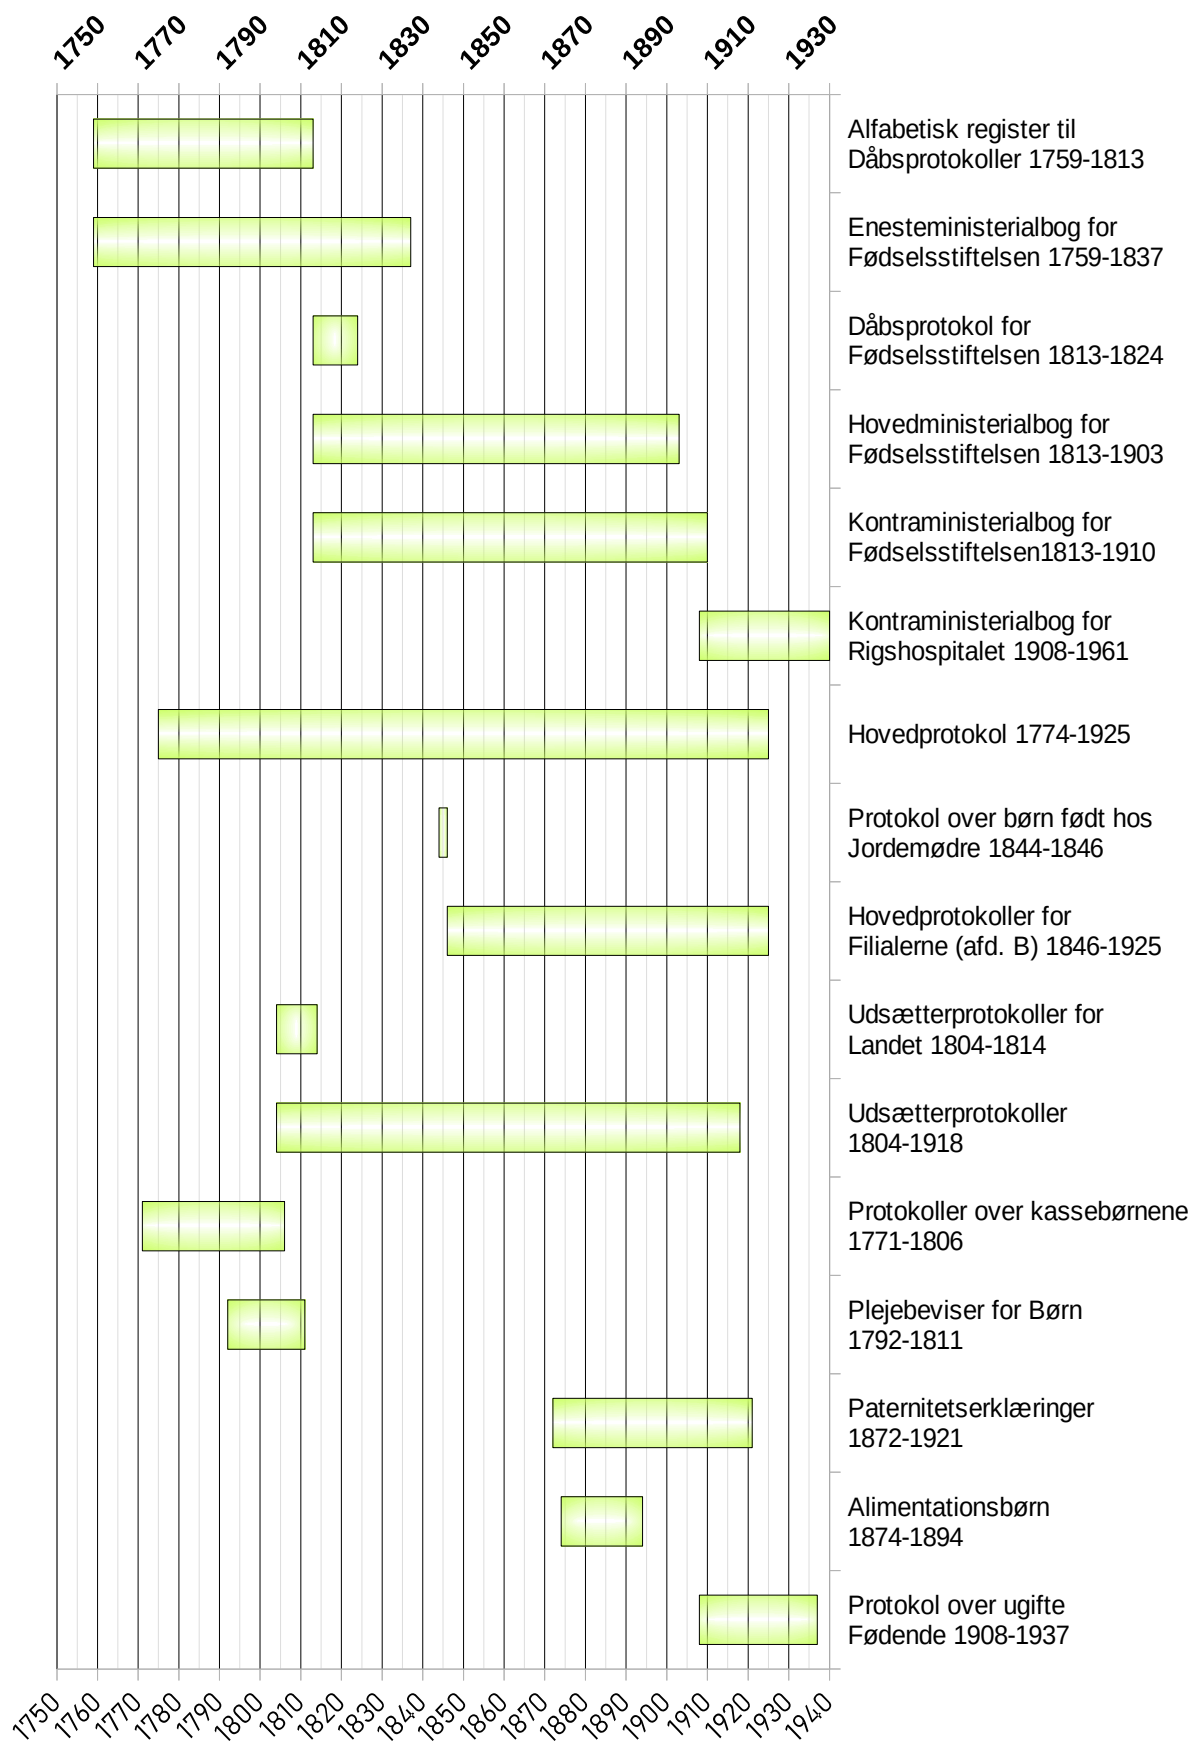 1750 1770 1790 1810 1830 1850 1870 1890 1910 1930
Alfabetisk register til
Dåbsprotokoller 1759-1813
Enesteministerialbog for
Fødselsstiftelsen 1759-1837
Dåbsprotokol for
Fødselsstiftelsen 1813-1824
Hovedministerialbog for
Fødselsstiftelsen 1813-1903
Kontraministerialbog for
Fødselsstiftelsen1813-1910
Kontraministerialbog for
Rigshospitalet 1908-1961
Hovedprotokol 1774-1925
Protokol over børn født hos
Jordemødre 1844-1846
Hovedprotokoller for
Filialerne (afd. B) 1846-1925
Udsætterprotokoller for
Landet 1804-1814
Udsætterprotokoller
1804-1918
Protokoller over kassebørnene
1771-1806
Plejebeviser for Børn
1792-1811
Paternitetserklæringer
1872-1921
Alimentationsbørn
1874-1894
Protokol over ugifte
Fødende 1908-1937
1750 1760 1770 1780 1790 1800 1810 1820 1830 1840 1850 1860 1870 1880 1890 1900 1910 1920 1930 1940